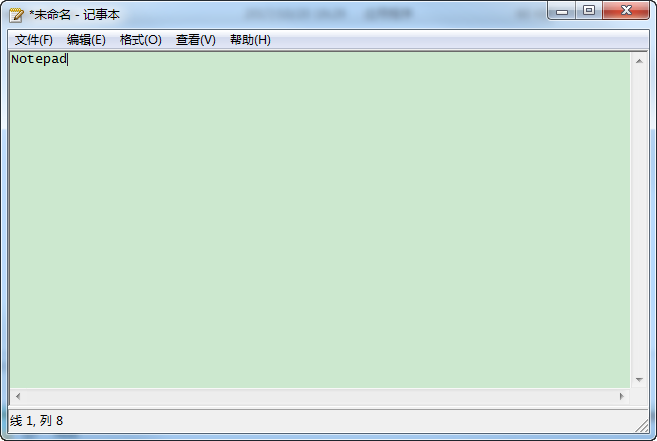 *未命名 - 记事本
文件(F) 编辑(E) 格式(O) 查看(V) 帮助(H)
Notepad
线 1, 列 8